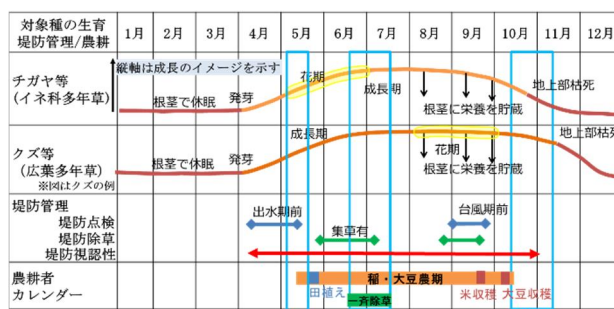 対象種の生育
堤防管理/農耕
1月 2月 3月 4月 5月 6月 7月 8月 9月 10月 11月 12月
縦軸は成長のイメージを示す
チガヤ等
(イネ科多年草)
根茎で休眠
発芽
花期
成長期
根茎に栄養を貯蔵
地上部枯死
クズ等
(広葉多年草)
※図はクズの例
根茎で休眠
発芽
成長期
花期
根茎に栄養を貯蔵
地上部枯死
堤防管理
堤防点検
出水期前
台風期前
堤防除草
集草有
堤防視認性
農耕者
カレンダー
稲・大豆農期
田植え
米収穫
大豆収穫
一斉除草